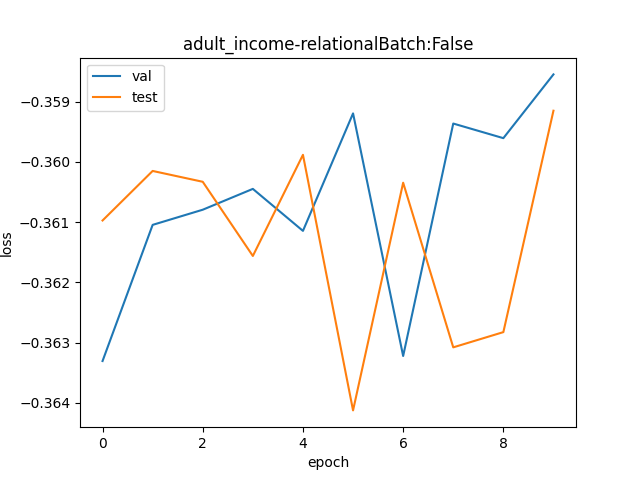 adult_income-relationalBatch:False
val
test
−0.359
−0.360
−0.361
−0.362
−0.363
−0.364
loss
0 2 4 6 8
epoch